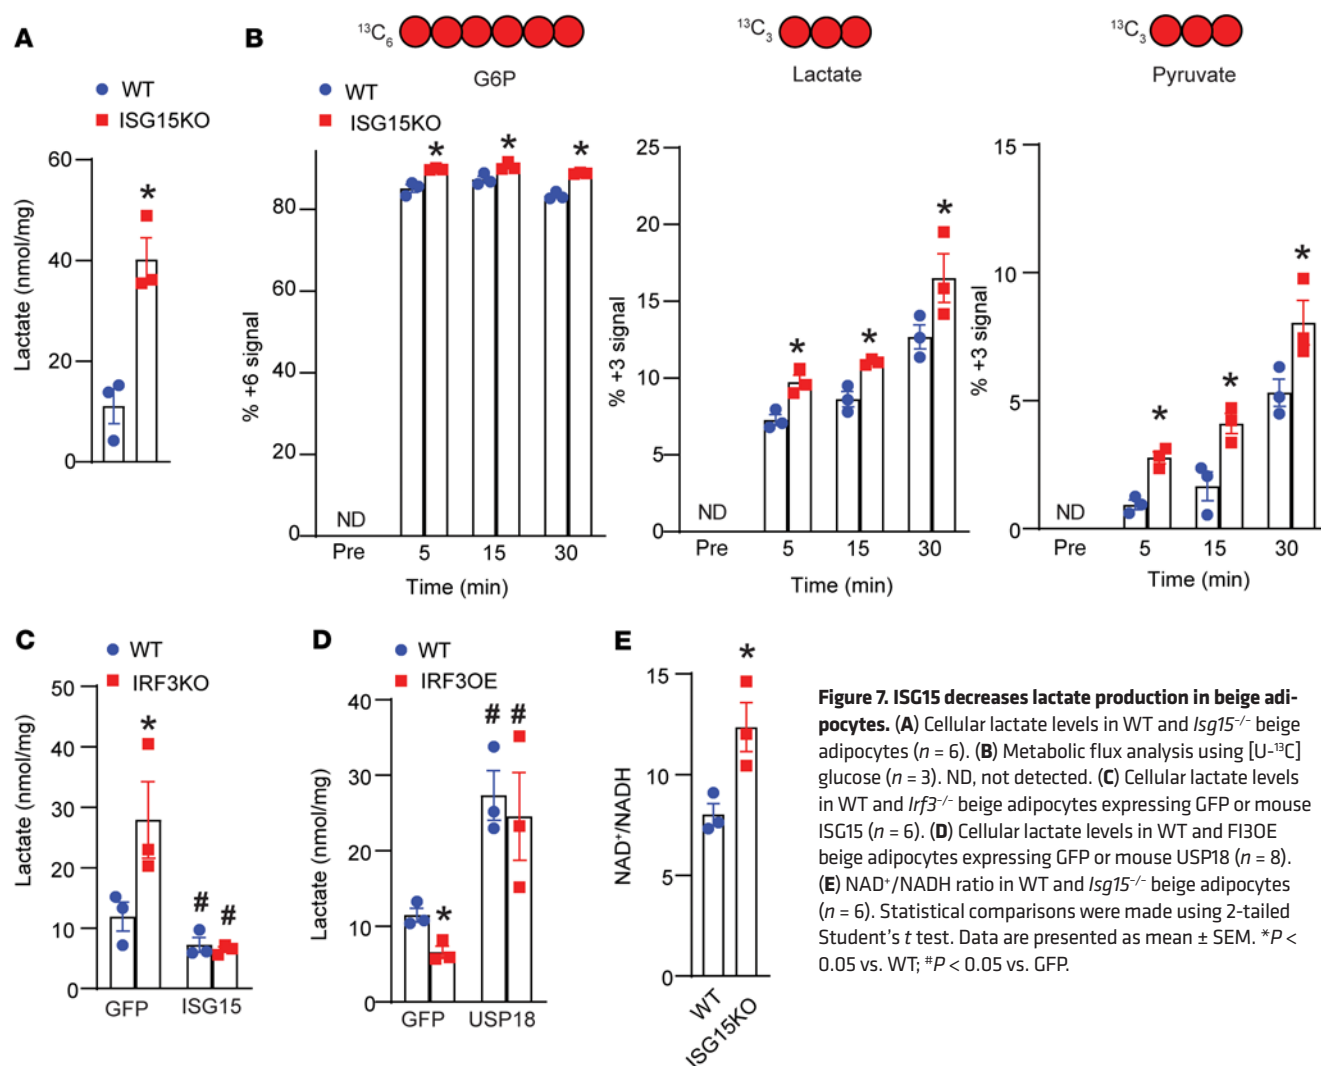 A
WT
ISG15KO
Lactate (nmol/mg)
60
40
20
0
*
B
¹³C₆
G6P
WT
ISG15KO
% +6 signal
80
60
40
20
0
ND
* * *
Pre 5 15 30
Time (min)
¹³C₃
Lactate
% +3 signal
25
20
15
10
5
0
ND
* * *
Pre 5 15 30
Time (min)
¹³C₃
Pyruvate
% +3 signal
15
10
5
0
ND
* * *
Pre 5 15 30
Time (min)
C
WT
IRF3KO
Lactate (nmol/mg)
50
40
30
20
10
0
* # #
GFP ISG15
D
WT
IRF3OE
Lactate (nmol/mg)
40
30
20
10
0
* # #
GFP USP18
E
NAD⁺/NADH
15
10
5
0
*
WT
ISG15KO
Figure 7. ISG15 decreases lactate production in beige adi-
pocytes. (A) Cellular lactate levels in WT and Isg15⁻/⁻ beige
adipocytes (n = 6). (B) Metabolic flux analysis using [U-¹³C]
glucose (n = 3). ND, not detected. (C) Cellular lactate levels
in WT and Irf3⁻/⁻ beige adipocytes expressing GFP or mouse
ISG15 (n = 6). (D) Cellular lactate levels in WT and FI3OE
beige adipocytes expressing GFP or mouse USP18 (n = 8).
(E) NAD⁺/NADH ratio in WT and Isg15⁻/⁻ beige adipocytes
(n = 6). Statistical comparisons were made using 2-tailed
Student's t test. Data are presented as mean ± SEM. *P <
0.05 vs. WT; #P < 0.05 vs. GFP.